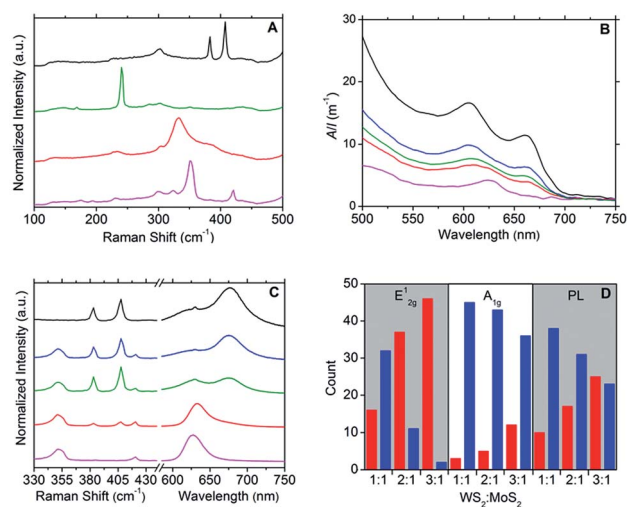 A
Normalized Intensity (a.u.)
100 200 300 400 500
Raman Shift (cm-1)
B
A/l (m-1)
30
20
10
0
500 550 600 650 700 750
Wavelength (nm)
C
Normalized Intensity (a.u.)
330 355 380 405 430 600 650 700 750
Raman Shift (cm-1) Wavelength (nm)
E12g A1g PL D
Count
50
40
30
20
10
0
1:1 2:1 3:1 1:1 2:1 3:1 1:1 2:1 3:1
WS2:MoS2